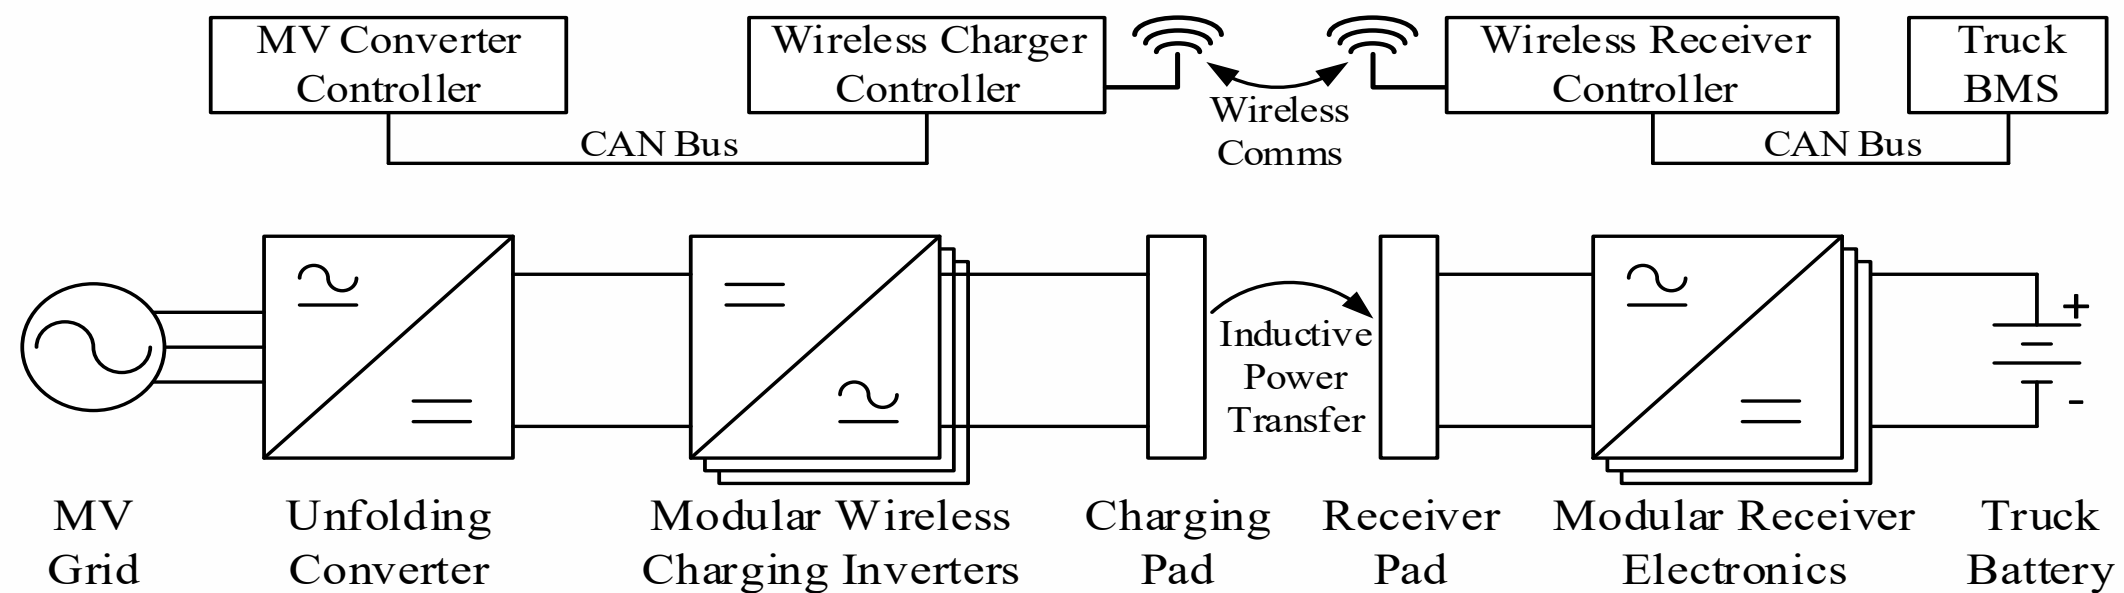 MV Converter
Controller
Wireless Charger
Controller
Wireless Receiver
Controller
Truck
BMS
CAN Bus
Wireless
Comms
CAN Bus
Inductive
Power
Transfer
+
-
MV
Grid
Unfolding
Converter
Modular Wireless
Charging Inverters
Charging
Pad
Receiver
Pad
Modular Receiver
Electronics
Truck
Battery